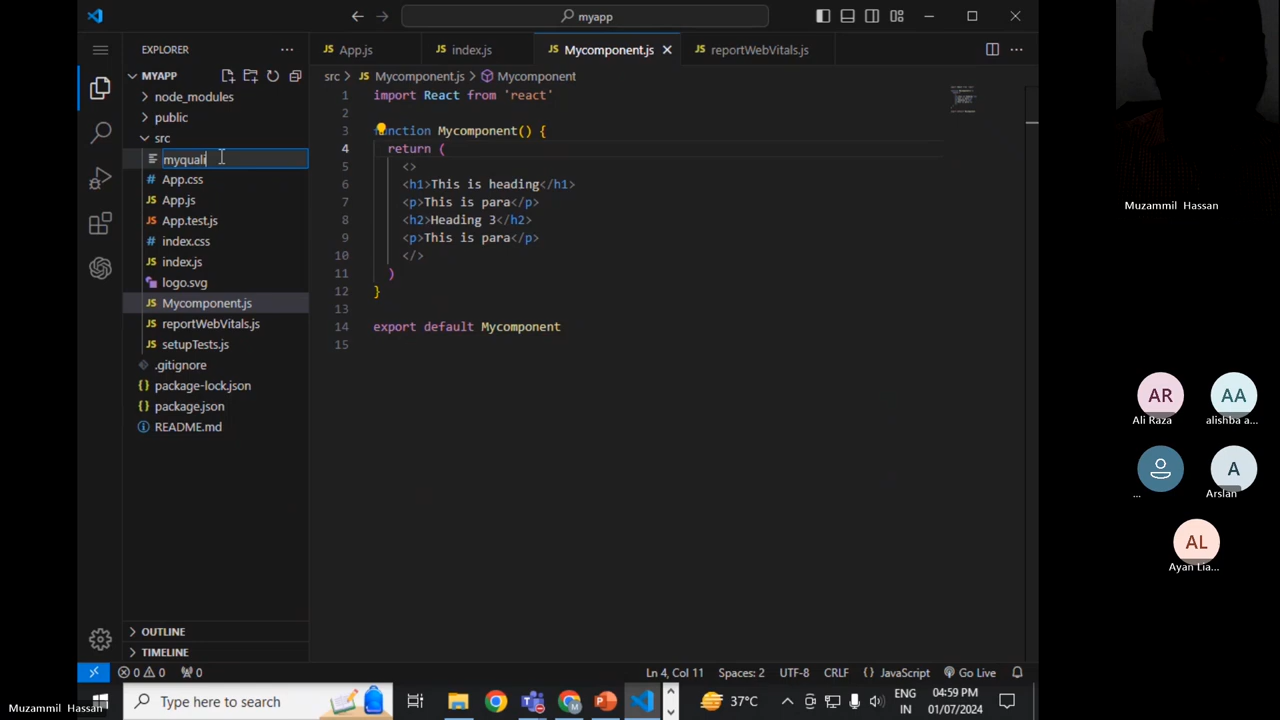 myapp
EXPLORER
App.js
index.js
Mycomponent.js
reportWebVitals.js
MYAPP
node_modules
public
src
myquali
App.css
App.js
App.test.js
index.css
index.js
logo.svg
Mycomponent.js
reportWebVitals.js
setupTests.js
.gitignore
package-lock.json
package.json
README.md
OUTLINE
TIMELINE
src > JS Mycomponent.js > Mycomponent
1 import React from 'react'
2
3 function Mycomponent() {
4 return (
5 <>
6 <h1>This is heading</h1>
7 <p>This is para</p>
8 <h2>Heading 3</h2>
9 <p>This is para</p>
10 </>
11 )
12 }
13
14 export default Mycomponent
15
0 0 0
Ln 4, Col 11 Spaces: 2 UTF-8 CRLF { } JavaScript Go Live
Type here to search
37°C
ENG
IN
04:59 PM
01/07/2024
Muzammil Hassan
Muzammil Hassan
AR
Ali Raza
AA
alishba a...
...
A
Arslan
AL
Ayan Lia...